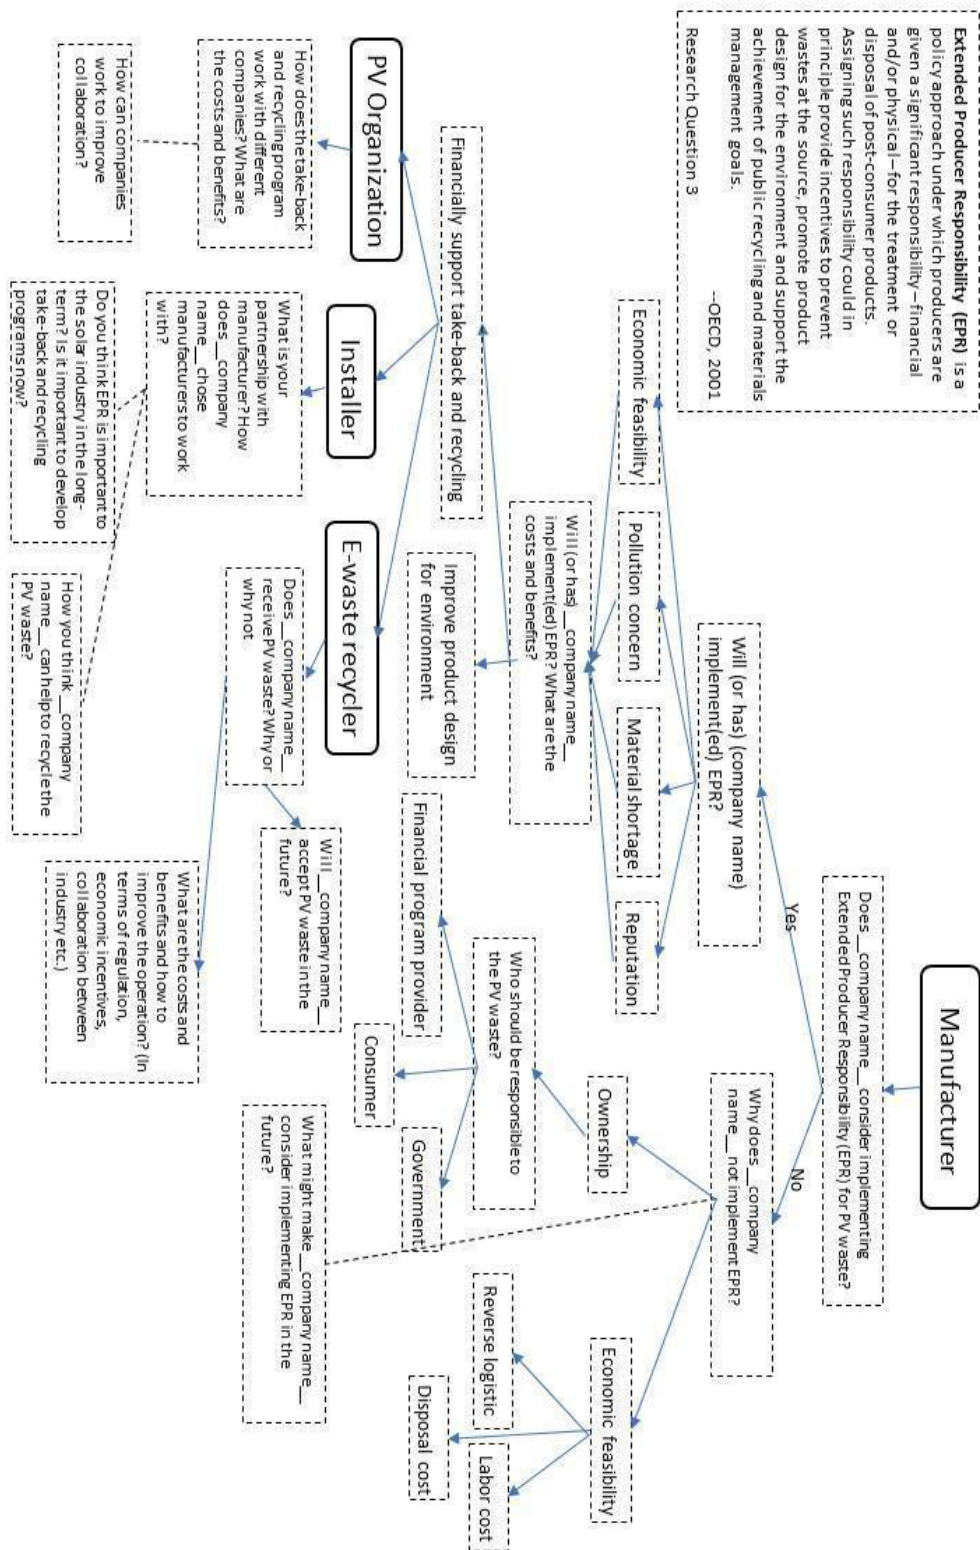 Extended Producer Responsibility (EPR) is a
policy approach under which producers are
given a significant responsibility – financial
and/or physical – for the treatment or
disposal of post-consumer products.
Assigning such responsibility could in
principle provide incentives to prevent
wastes at the source, promote product
design for the environment and support the
achievement of public recycling and materials
management goals.
--OECD, 2001
Research Question 3
Manufacturer
Does __company name__ consider implementing
Extended Producer Responsibility (EPR) for PV waste?
Yes
No
Will (or has) (company name)
implement(ed) EPR?
Why does __company
name__ not implement EPR?
Economic feasibility
Pollution concern
Material shortage
Reputation
Ownership
Economic feasibility
Will (or has) __company name__
implement(ed) EPR? What are the
costs and benefits?
Who should be responsible to
the PV waste?
Reverse logistic
Labor cost
Disposal cost
Financially support take-back and recycling
Improve product design
for environment
Financial program provider
Consumer
Government
PV Organization
Installer
E-waste recycler
How does the take-back
and recycling program
work with different
companies? What are
the costs and benefits?
What is your
partnership with
manufacturer? How
does __company
name__ chose
manufacturers to work
with?
Does __company name__
receive PV waste? Why or
why not
Will __company name__
accept PV waste in the
future?
What might make __company name__
consider implementing EPR in the
future?
How can companies
work to improve
collaboration?
Do you think EPR is important to
the solar industry in the long-
term? Is it important to develop
take-back and recycling
programs now?
How you think __company
name__ can help to recycle the
PV waste?
What are the costs and
benefits and how to
improve the operation? (In
terms of regulation,
economic incentives,
collaboration between
industry etc.)